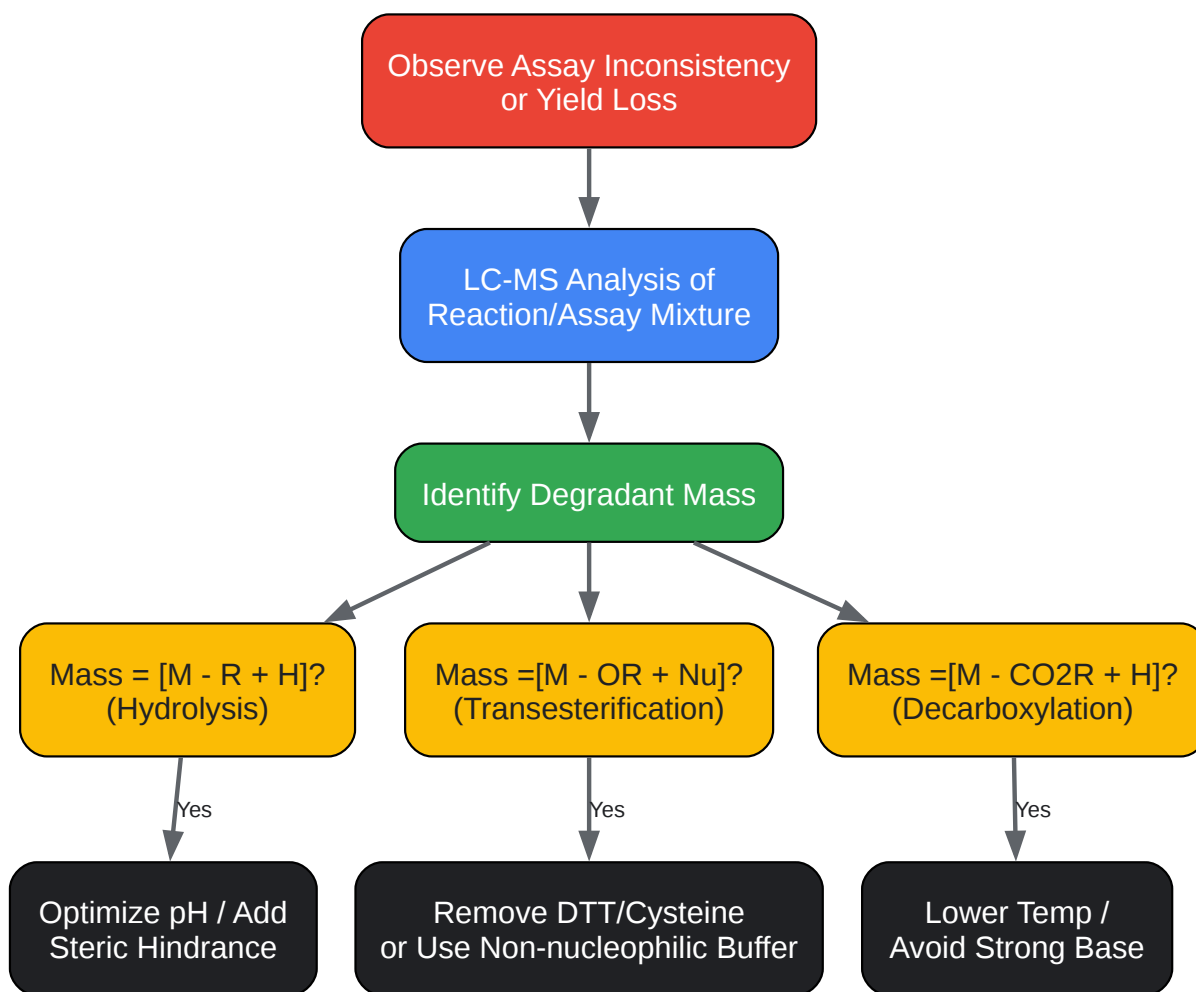 Observe Assay Inconsistency
or Yield Loss
LC-MS Analysis of
Reaction/Assay Mixture
Identify Degradant Mass
Mass = [M - R + H]?
(Hydrolysis)
Mass =[M - OR + Nu]?
(Transesterification)
Mass =[M - CO2R + H]?
(Decarboxylation)
Yes
Yes
Yes
Optimize pH / Add
Steric Hindrance
Remove DTT/Cysteine
or Use Non-nucleophilic Buffer
Lower Temp /
Avoid Strong Base